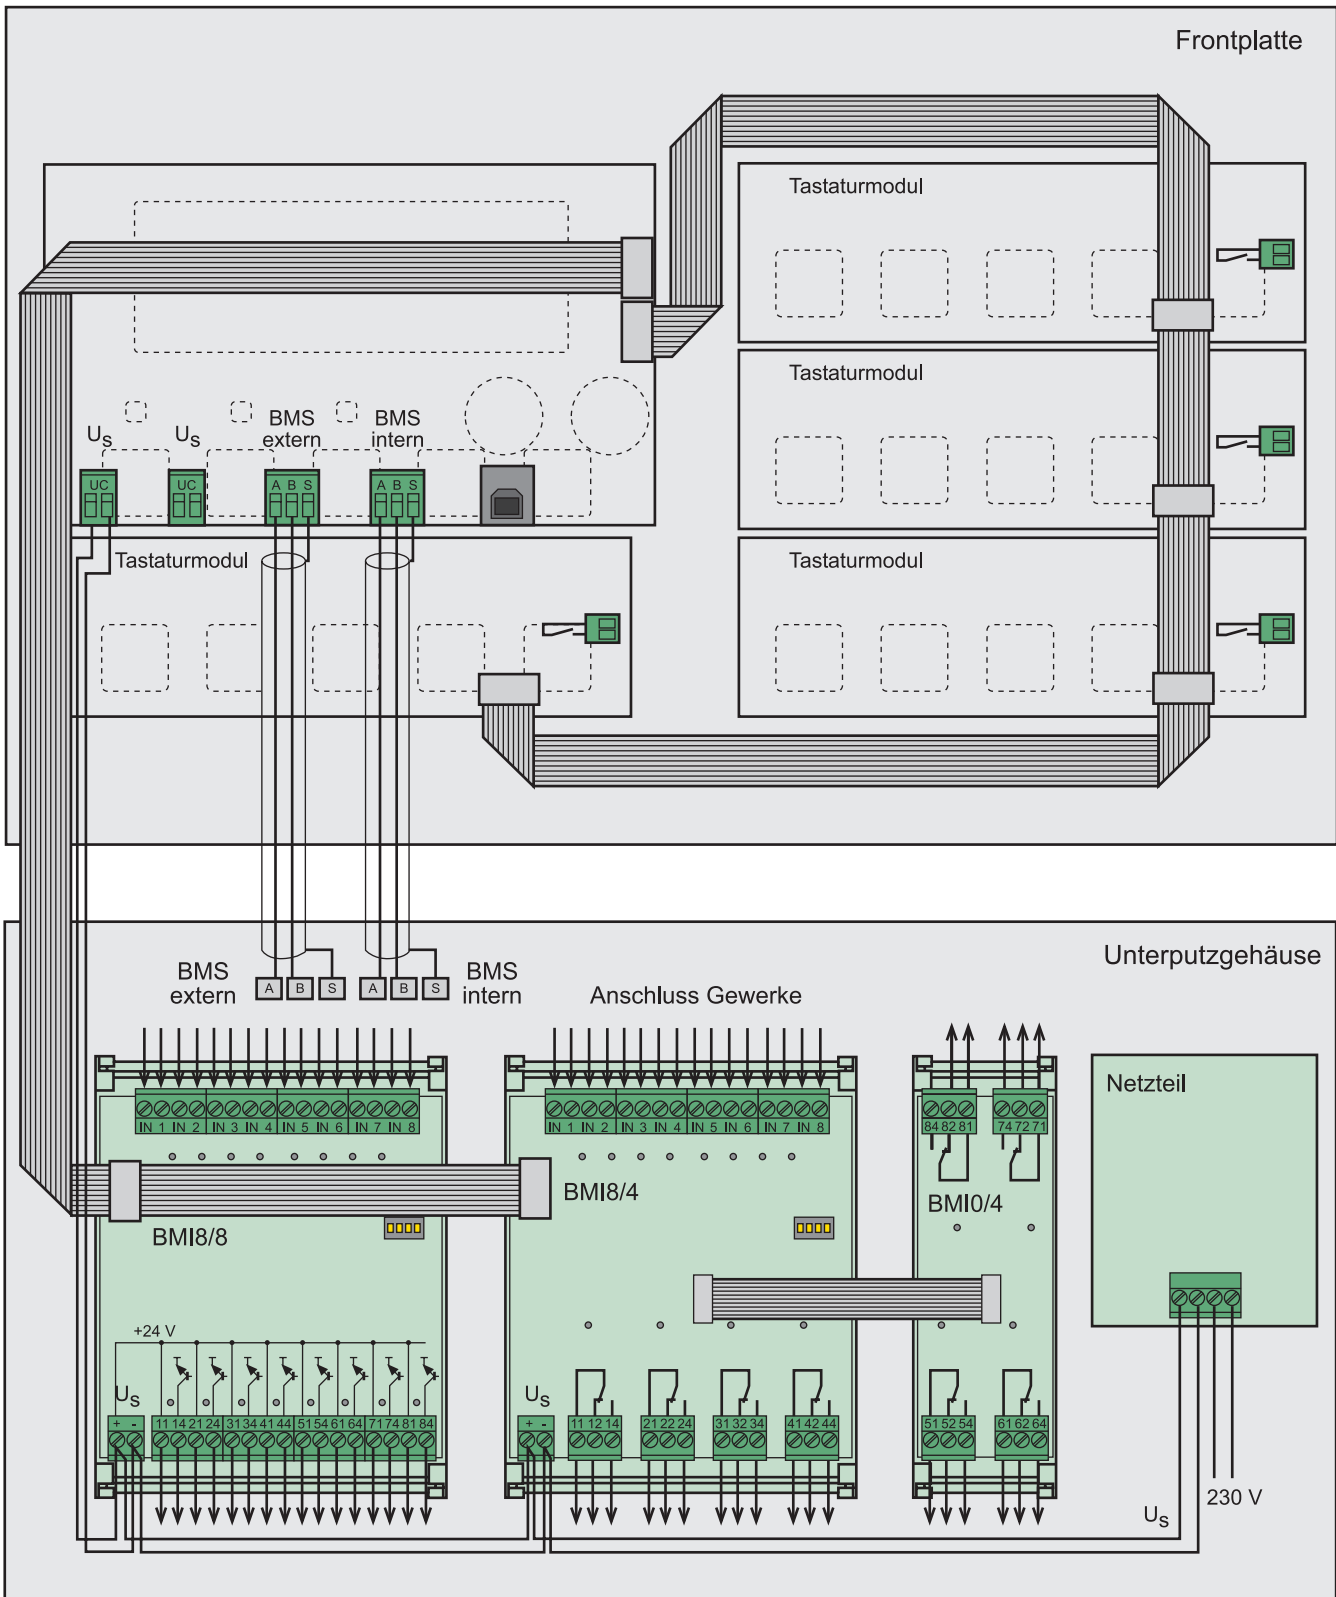 Frontplatte
Tastaturmodul
Tastaturmodul
U_S U_S BMS extern BMS intern
UC UC A B S A B S
Tastaturmodul Tastaturmodul
Unterputzgehäuse
BMS extern A B S A B S BMS intern
Anschluss Gewerke
Netzteil
IN 1 IN 2 IN 3 IN 4 IN 5 IN 6 IN 7 IN 8
IN 1 IN 2 IN 3 IN 4 IN 5 IN 6 IN 7 IN 8
84 82 81 74 72 71
BMI8/8
BMI8/4
BMI0/4
+24 V
U_S
+ - 11 14 21 24 31 34 41 44 51 54 61 64 71 74 81 84
U_S
+ - 11 12 14 21 22 24 31 32 34 41 42 44
51 52 54 61 62 64
U_S 230 V